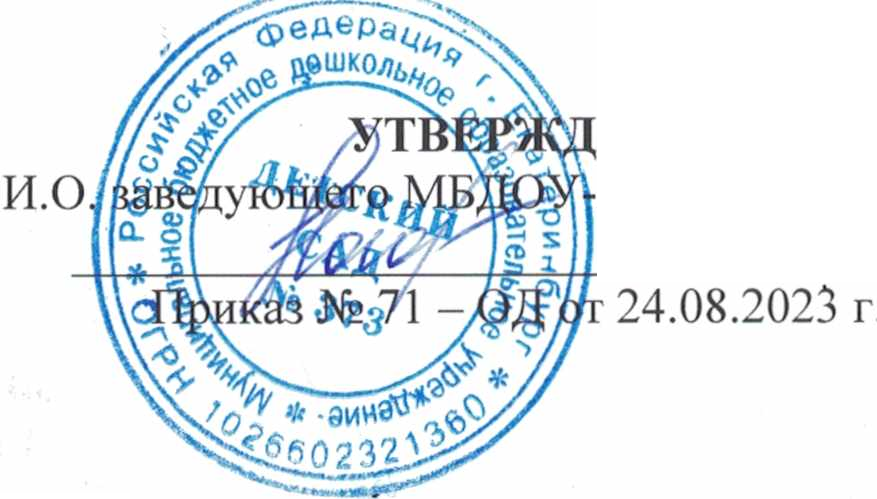 УТВЕРЖД
И.О. заведующего МБДОУ-
Приказ № 71 – ОД от 24.08.2023 г.
* Российская Федерация г. Екатеринбург *
ОГРН 1026602321360
* Муниципальное бюджетное дошкольное образовательное учреждение -
ДЕТСКИЙ
САД